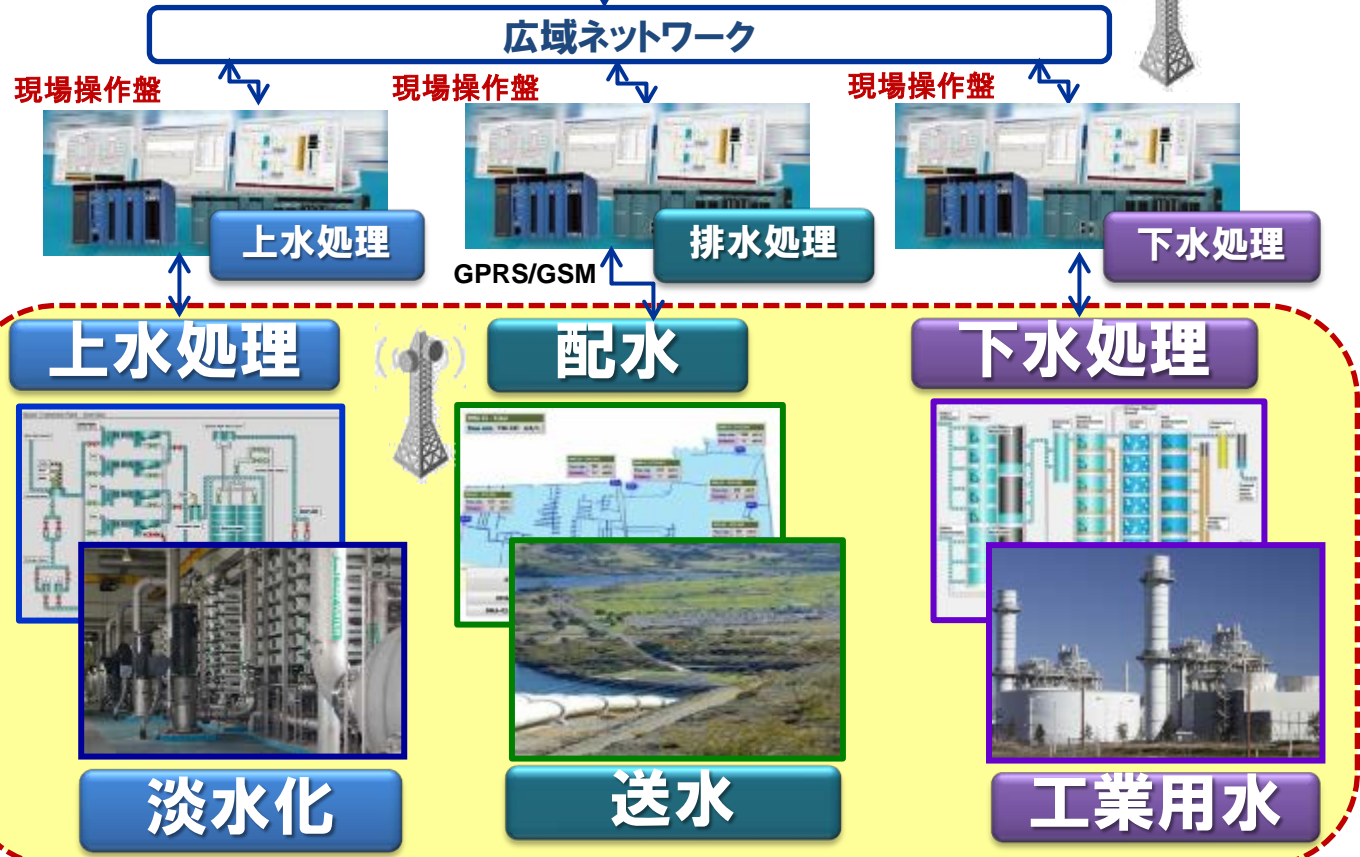 広域ネットワーク
現場操作盤
現場操作盤
現場操作盤
上水処理
排水処理
下水処理
GPRS/GSM
上水処理
配水
下水処理
淡水化
送水
工業用水